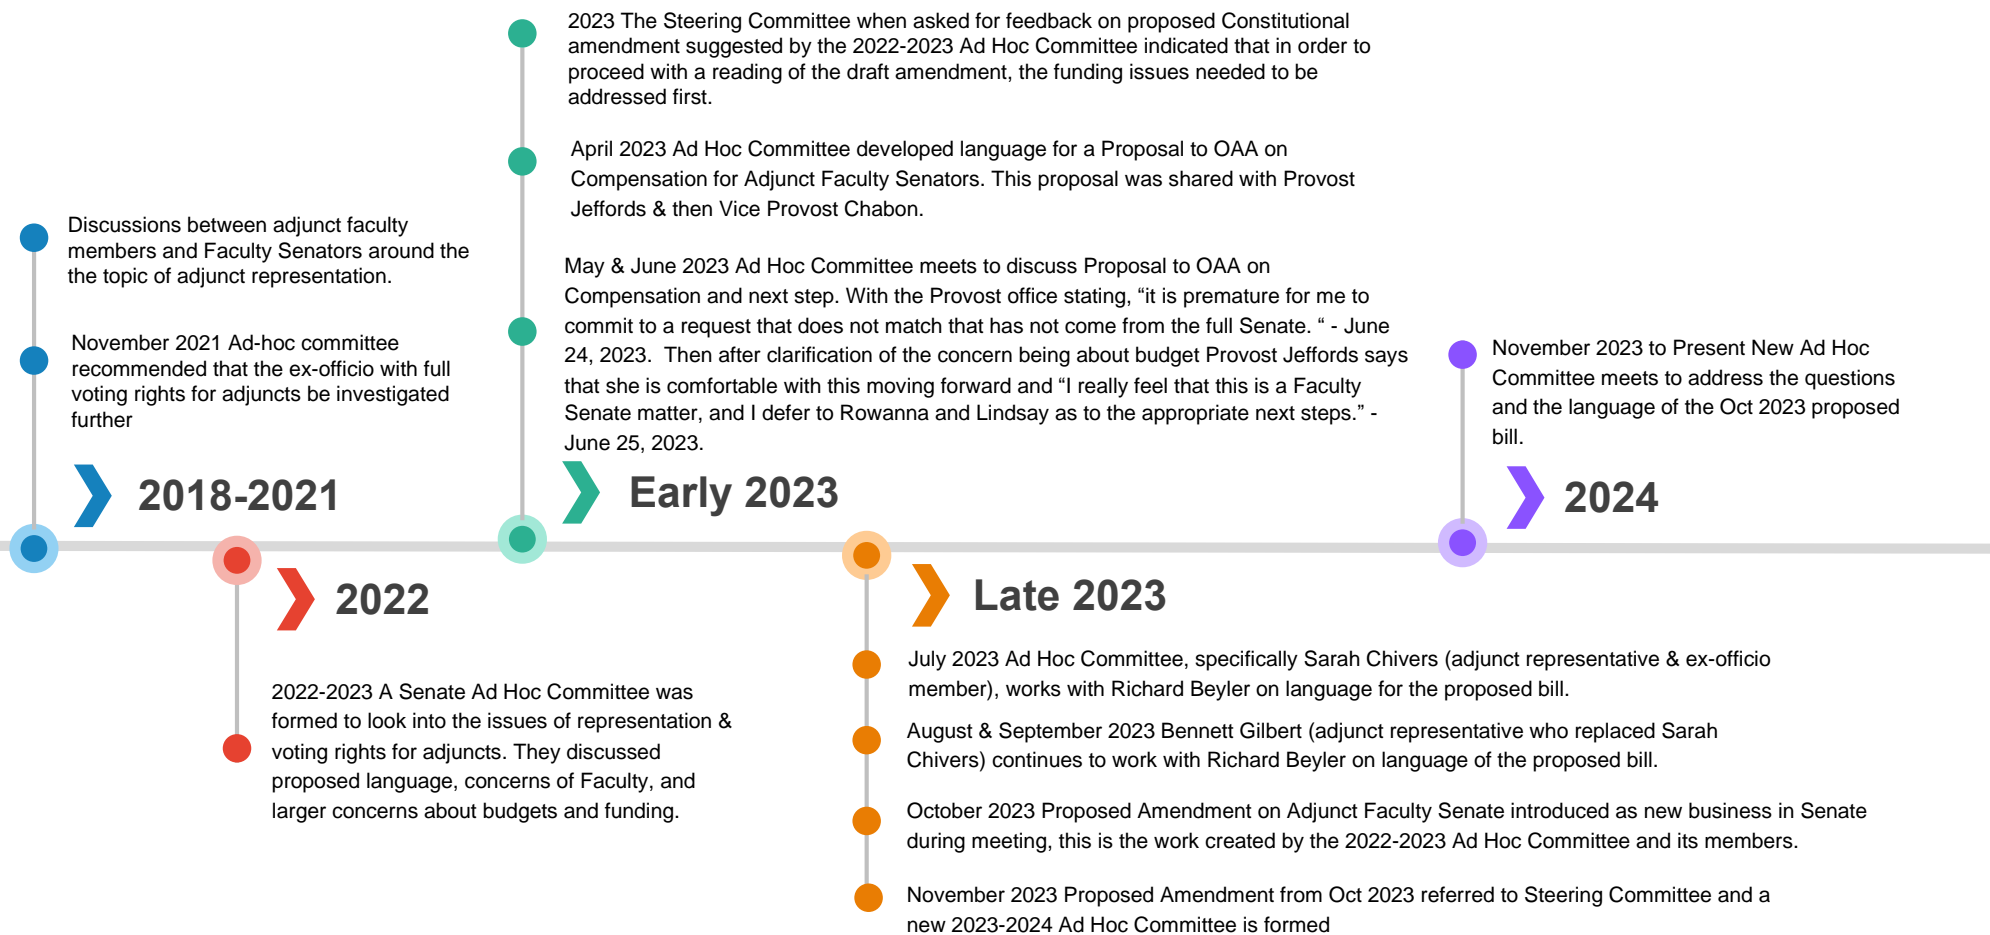 Discussions between adjunct faculty
members and Faculty Senators around the
the topic of adjunct representation.
November 2021 Ad-hoc committee
recommended that the ex-officio with full
voting rights for adjuncts be investigated
further
2018-2021
2022
2022-2023 A Senate Ad Hoc Committee was
formed to look into the issues of representation &
voting rights for adjuncts. They discussed
proposed language, concerns of Faculty, and
larger concerns about budgets and funding.
2023 The Steering Committee when asked for feedback on proposed Constitutional
amendment suggested by the 2022-2023 Ad Hoc Committee indicated that in order to
proceed with a reading of the draft amendment, the funding issues needed to be
addressed first.
April 2023 Ad Hoc Committee developed language for a Proposal to OAA on
Compensation for Adjunct Faculty Senators. This proposal was shared with Provost
Jeffords & then Vice Provost Chabon.
May & June 2023 Ad Hoc Committee meets to discuss Proposal to OAA on
Compensation and next step. With the Provost office stating, “it is premature for me to
commit to a request that does not match that has not come from the full Senate. “ - June
24, 2023.  Then after clarification of the concern being about budget Provost Jeffords says
that she is comfortable with this moving forward and “I really feel that this is a Faculty
Senate matter, and I defer to Rowanna and Lindsay as to the appropriate next steps.” -
June 25, 2023.
Early 2023
Late 2023
July 2023 Ad Hoc Committee, specifically Sarah Chivers (adjunct representative & ex-officio
member), works with Richard Beyler on language for the proposed bill.
August & September 2023 Bennett Gilbert (adjunct representative who replaced Sarah
Chivers) continues to work with Richard Beyler on language of the proposed bill.
October 2023 Proposed Amendment on Adjunct Faculty Senate introduced as new business in Senate
during meeting, this is the work created by the 2022-2023 Ad Hoc Committee and its members.
November 2023 Proposed Amendment from Oct 2023 referred to Steering Committee and a
new 2023-2024 Ad Hoc Committee is formed
November 2023 to Present New Ad Hoc
Committee meets to address the questions
and the language of the Oct 2023 proposed
bill.
2024